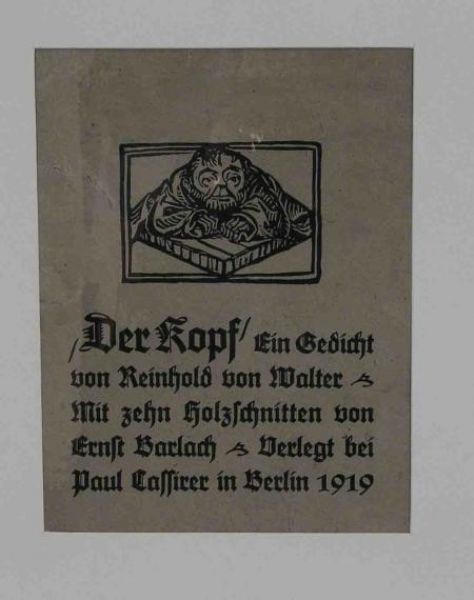 /Der Kopf/ Ein Gedicht
von Reinhold von Walter
Mit zehn Holzschnitten von
Ernst Barlach Verlegt bei
Paul Cassirer in Berlin 1919